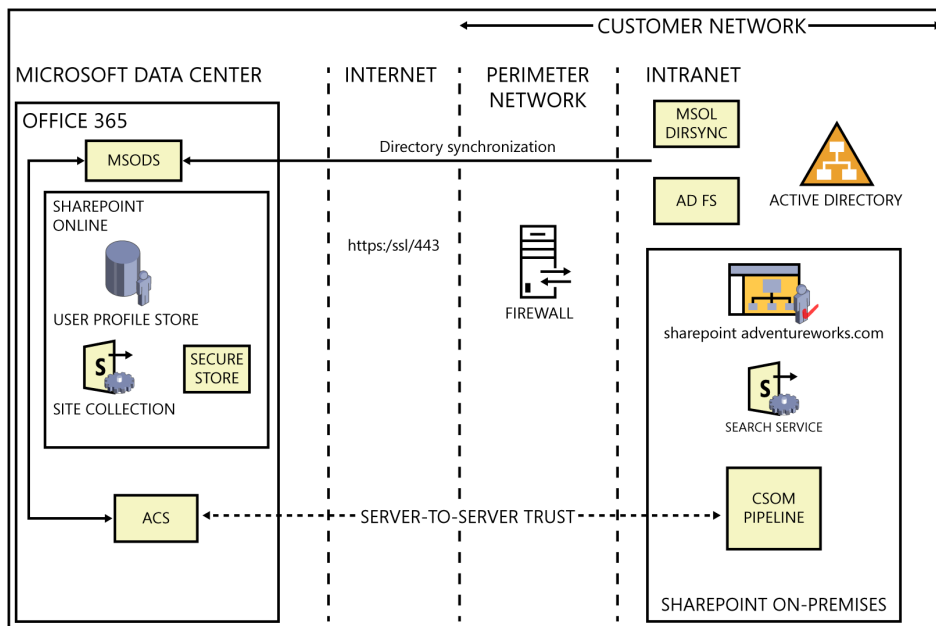 CUSTOMER NETWORK
MICROSOFT DATA CENTER
INTERNET
PERIMETER
NETWORK
INTRANET
OFFICE 365
MSODS
Directory synchronization
MSOL
DIRSYNC
AD FS
ACTIVE DIRECTORY
SHAREPOINT
ONLINE
USER PROFILE STORE
S
SITE COLLECTION
SECURE
STORE
https:/ssl/443
FIREWALL
sharepoint adventureworks.com
S
SEARCH SERVICE
ACS
SERVER-TO-SERVER TRUST
CSOM
PIPELINE
SHAREPOINT ON-PREMISES